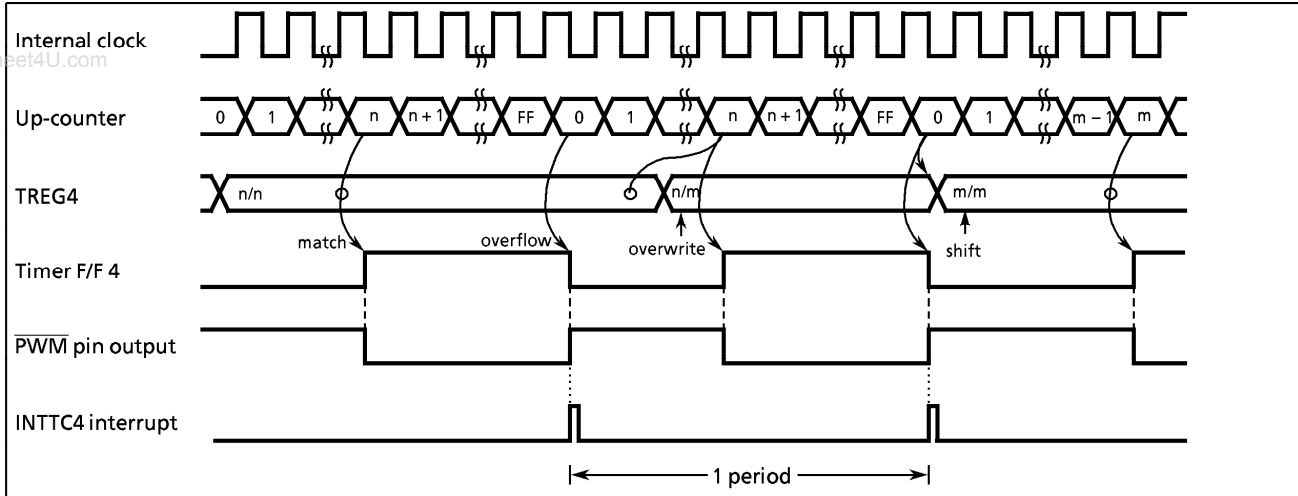 Internal clock
eet4U.com
Up-counter 0 1 n n + 1 FF 0 1 n n + 1 FF 0 1 m – 1 m
TREG4 n/n n/m m/m
match overflow overwrite shift
Timer F/F 4
PWM pin output
INTTC4 interrupt
1 period